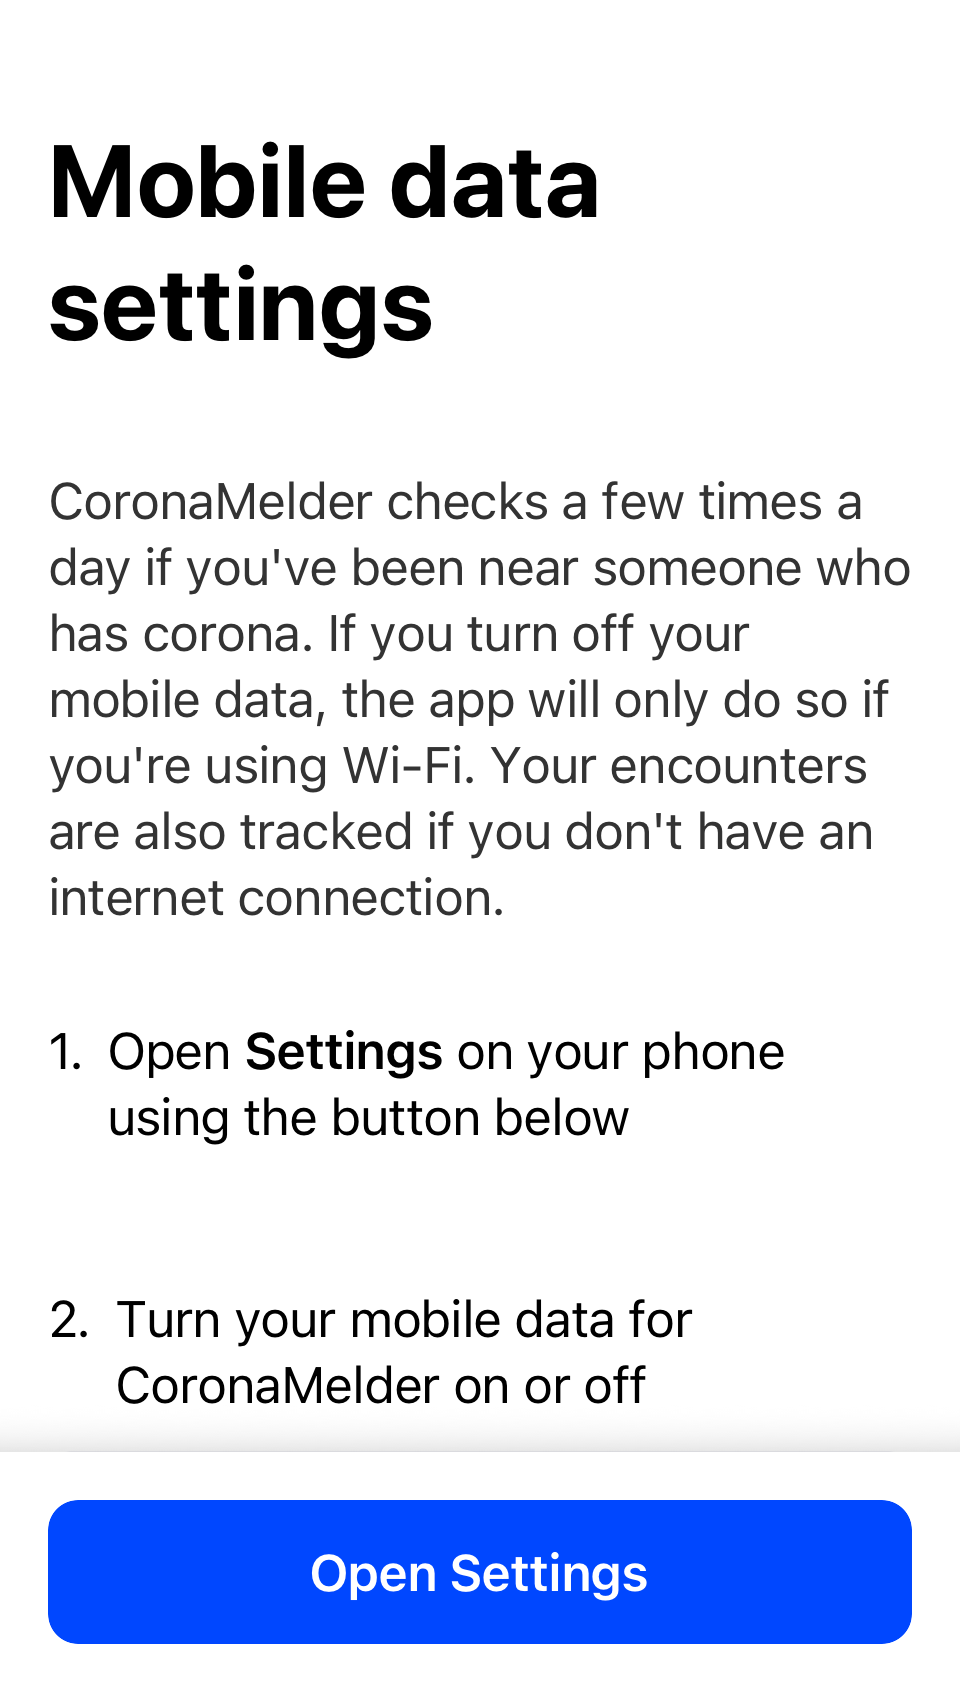 Mobile data
settings
CoronaMelder checks a few times a
day if you've been near someone who
has corona. If you turn off your
mobile data, the app will only do so if
you're using Wi-Fi. Your encounters
are also tracked if you don't have an
internet connection.
1. Open Settings on your phone
using the button below
2. Turn your mobile data for
CoronaMelder on or off
Open Settings